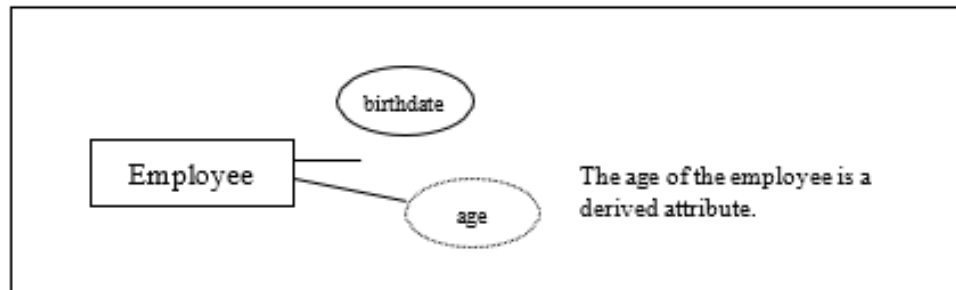 birthdate
Employee
age
The age of the employee is a
derived attribute.